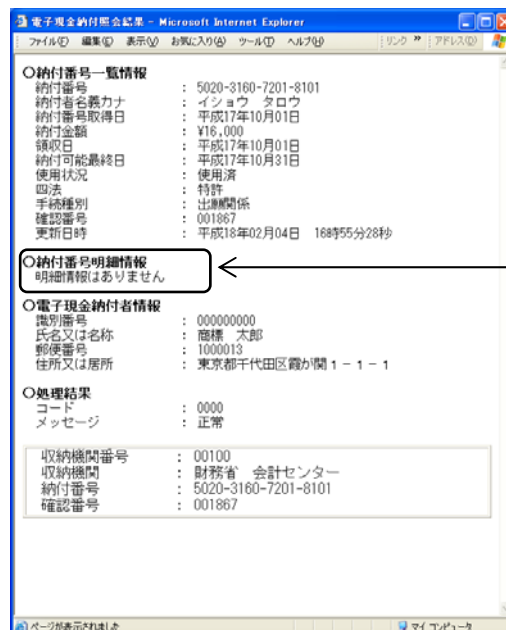 電子現金納付照会結果 - Microsoft Internet Explorer
ファイル(F) 編集(E) 表示(V) お気に入り(A) ツール(T) ヘルプ(H) リンク » アドレス(D)
○納付番号一覧情報
納付番号 : 5020-3160-7201-8101
納付者名義カナ : イショウ タロウ
納付番号取得日 : 平成17年10月01日
納付金額 : ¥16,000
領収日 : 平成17年10月01日
納付可能最終日 : 平成17年10月31日
使用状況 : 使用済
四法 : 特許
手続種別 : 出願関係
確認番号 : 001867
更新日時 : 平成18年02月04日 16時55分28秒
○納付番号明細情報
明細情報はありません
○電子現金納付者情報
識別番号 : 000000000
氏名又は名称 : 商標 太郎
郵便番号 : 1000013
住所又は居所 : 東京都千代田区霞が関1-1-1
○処理結果
コード : 0000
メッセージ : 正常
収納機関番号 : 00100
収納機関 : 財務省 会計センター
納付番号 : 5020-3160-7201-8101
確認番号 : 001867
ページが表示されました マイ コンピュータ